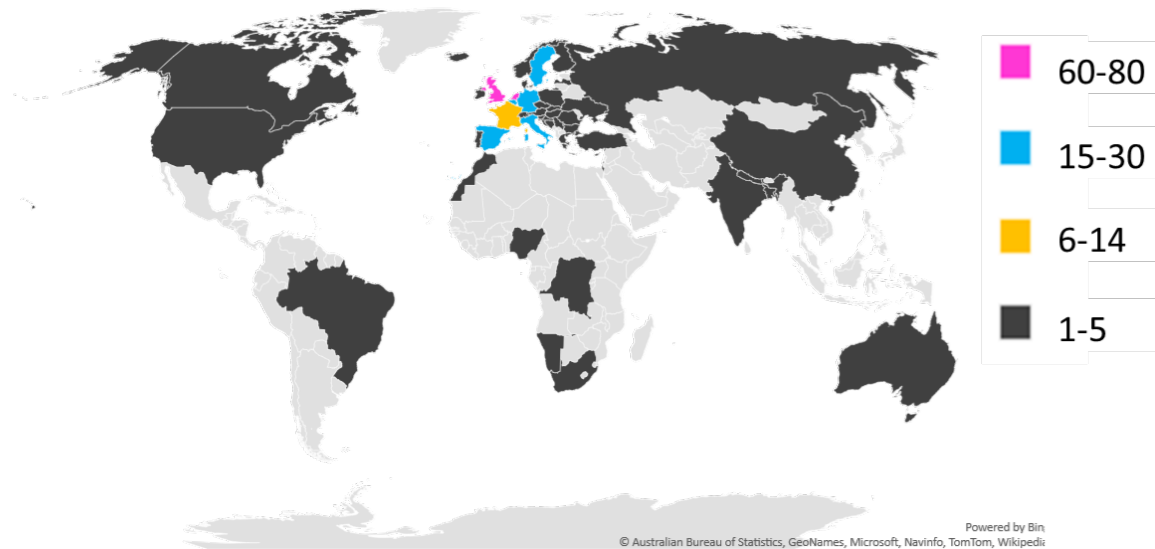 60-80
15-30
6-14
1-5
Powered by Bin
© Australian Bureau of Statistics, GeoNames, Microsoft, Navinfo, TomTom, Wikipedia